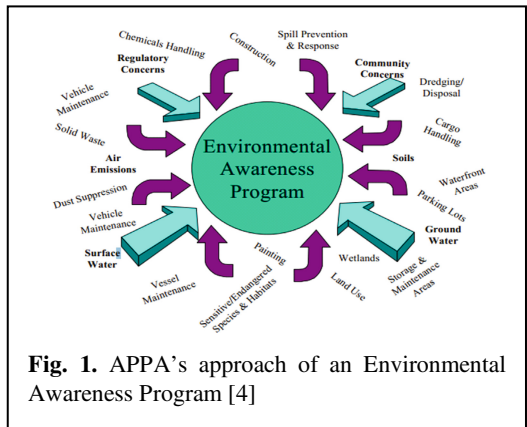 Chemicals Handling
Construction
Spill Prevention
& Response
Regulatory
Concerns
Community
Concerns
Vehicle
Maintenance
Dredging/
Disposal
Solid Waste
Cargo
Handling
Air
Emissions
Environmental
Awareness
Program
Soils
Waterfront
Areas
Dust Suppression
Parking Lots
Vehicle
Maintenance
Surface
Water
Ground
Water
Vessel
Maintenance
Sensitive/Endangered
Species & Habitats
Painting
Wetlands
Land Use
Storage &
Maintenance
Areas
Fig. 1. APPA's approach of an Environmental
Awareness Program [4]